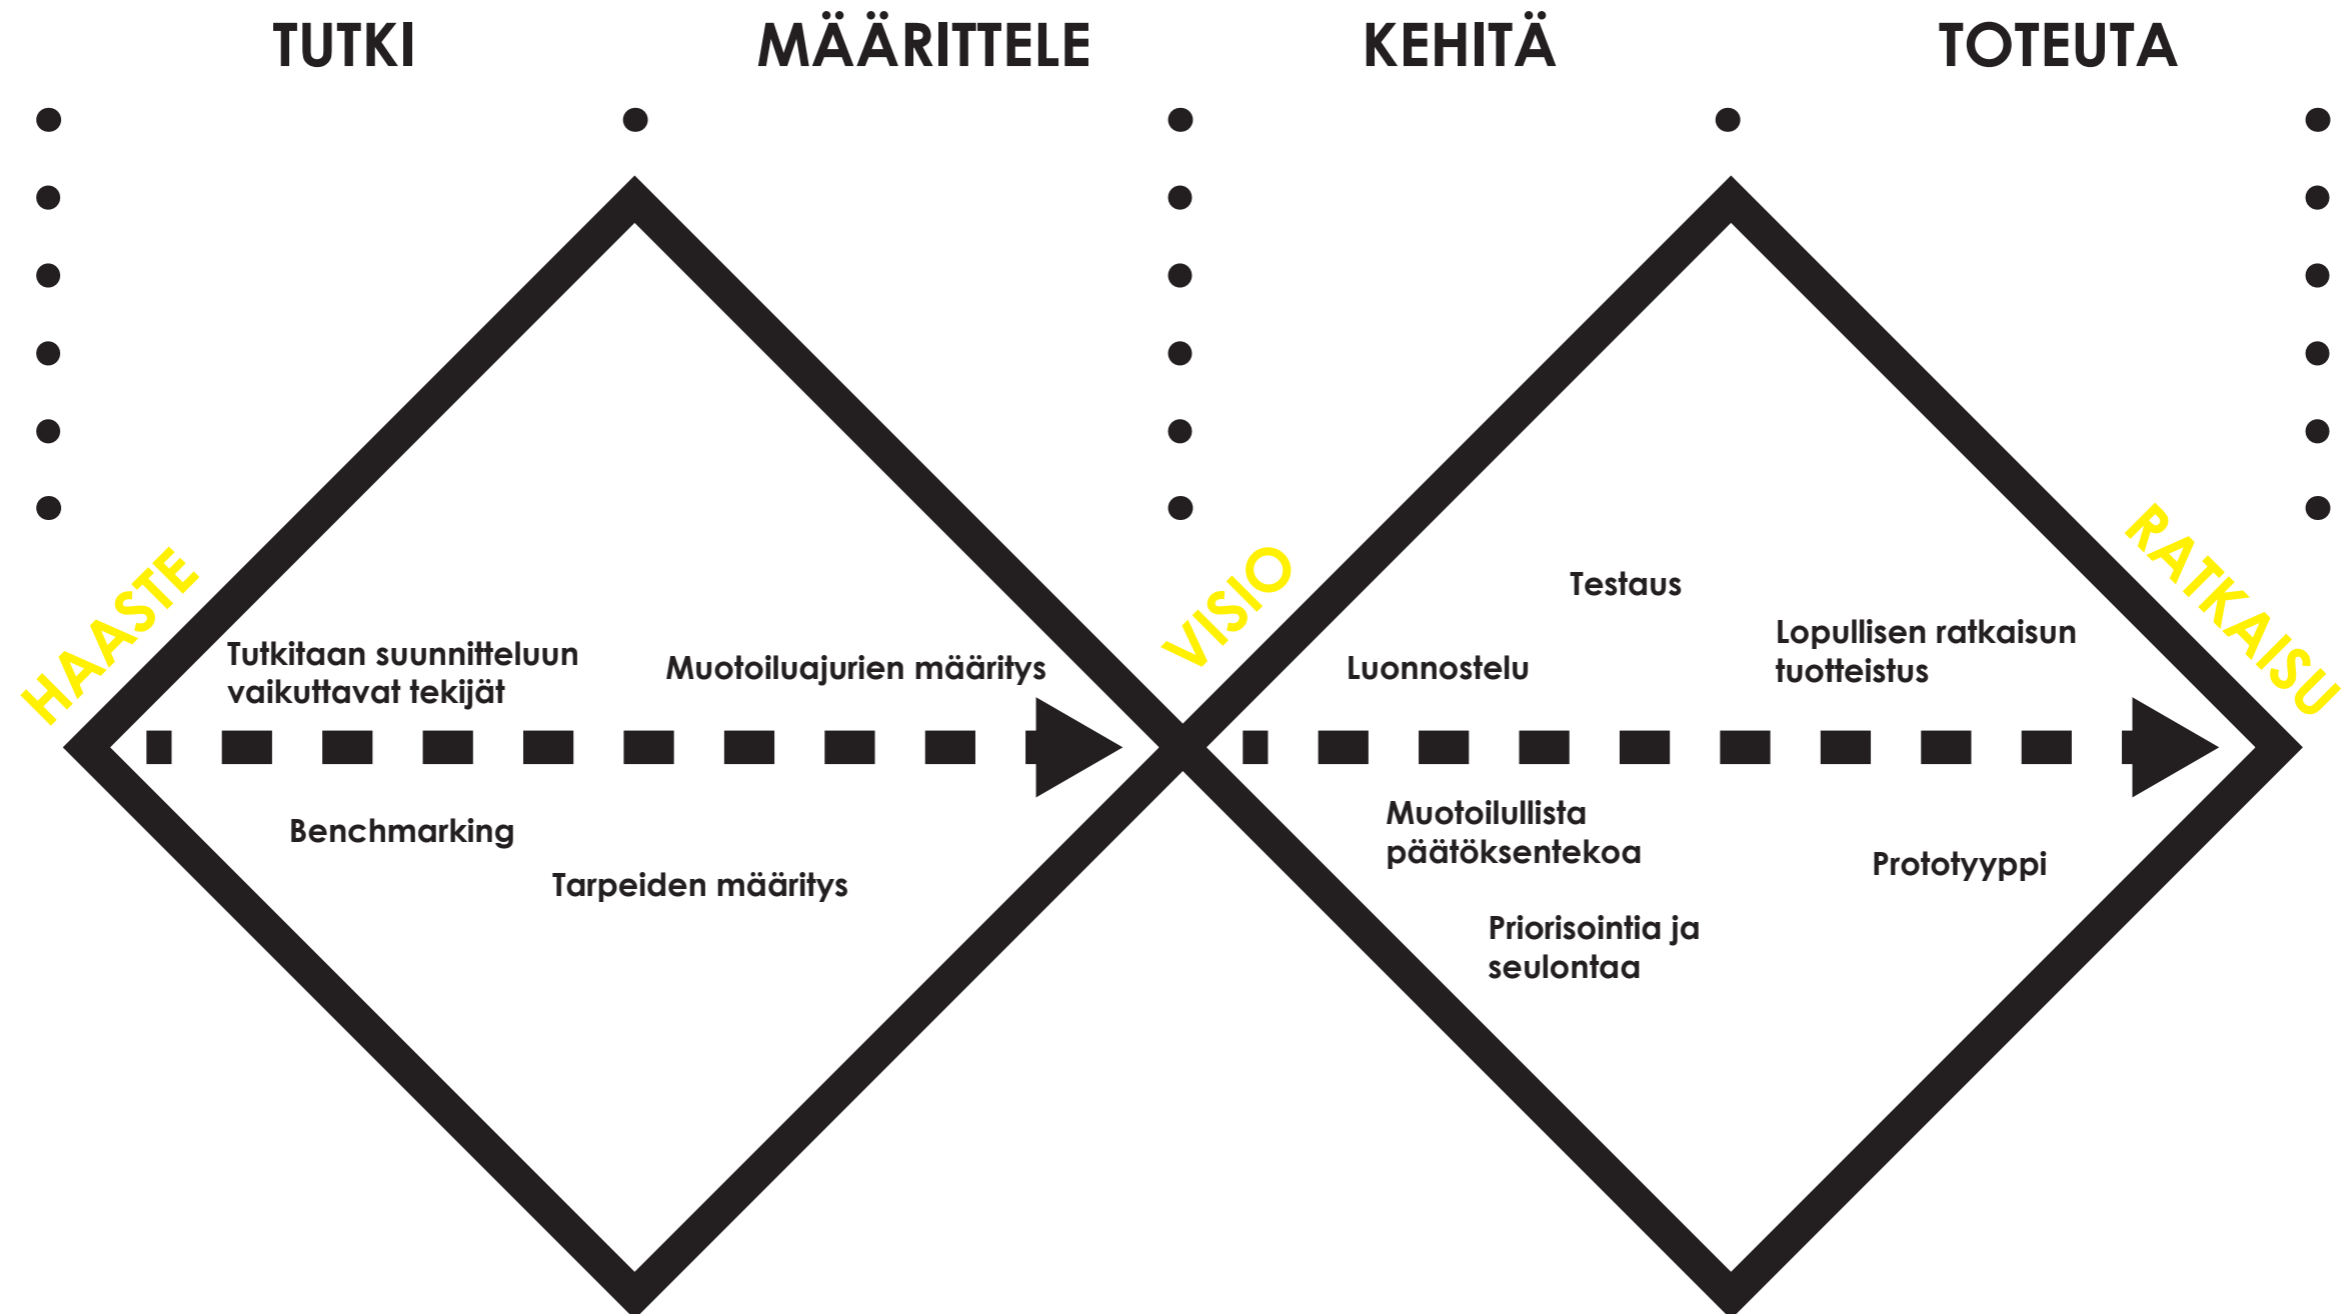 TUTKI
MÄÄRITTELE
KEHITÄ
TOTEUTA
HAASTE
Tutkitaan suunnitteluun
vaikuttavat tekijät
Muotoiluajurien määritys
Benchmarking
Tarpeiden määritys
VISIO
Testaus
Luonnostelu
Lopullisen ratkaisun
tuotteistus
Muotoilullista
päätöksentekoa
Priorisointia ja
seulontaa
Prototyyppi
RATKAISU